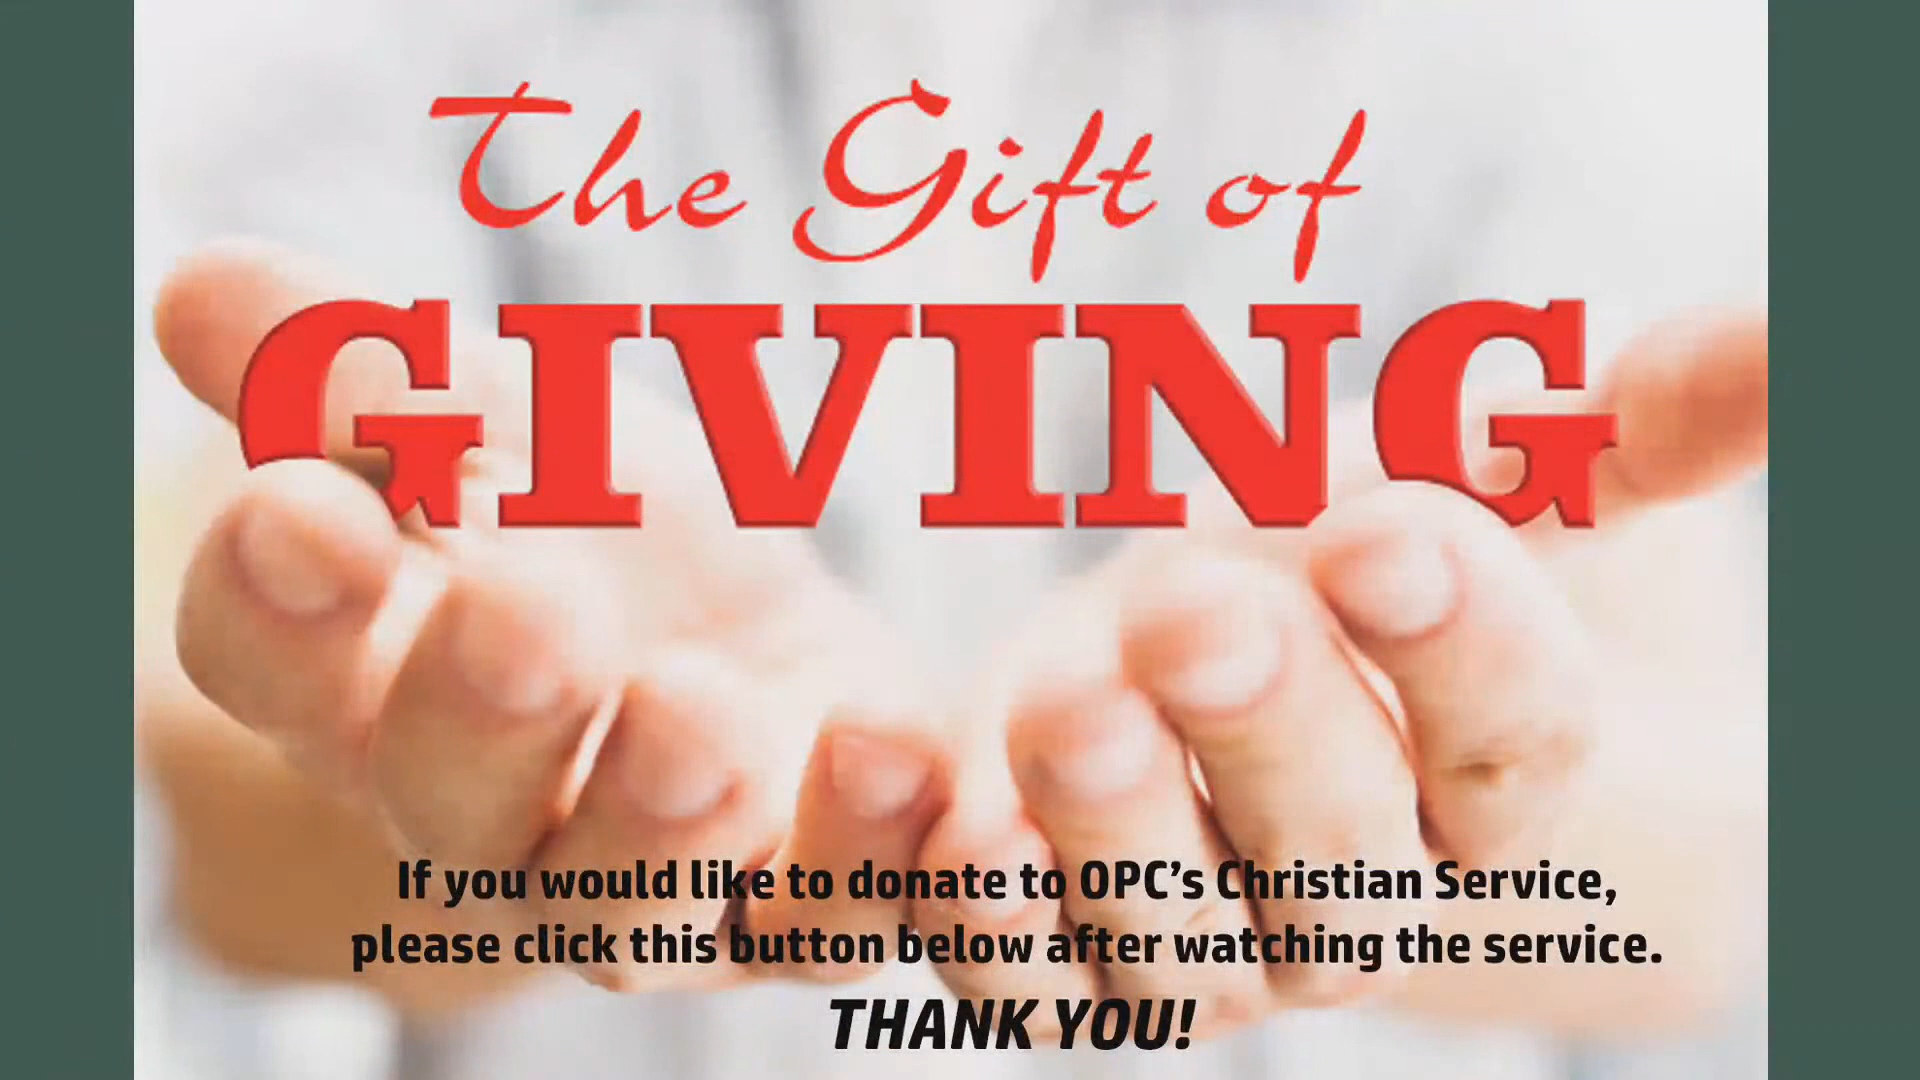 The Gift of
GIVING
If you would like to donate to OPC’s Christian Service,
please click this button below after watching the service.
THANK YOU!